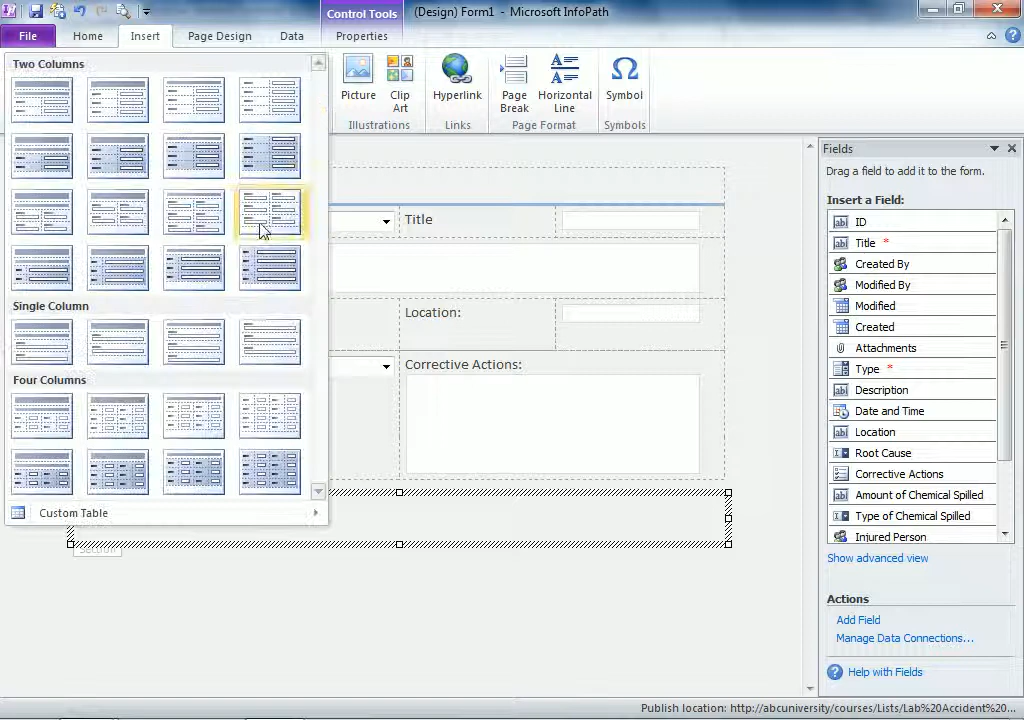 Control Tools
(Design) Form1 - Microsoft InfoPath
File
Home
Insert
Page Design
Data
Properties
Two Columns
Single Column
Four Columns
Custom Table
Picture
Clip
Art
Hyperlink
Page
Break
Horizontal
Line
Symbol
Illustrations
Links
Page Format
Symbols
Title
Location:
Corrective Actions:
Section
Fields
Drag a field to add it to the form.
Insert a Field:
ID
Title *
Created By
Modified By
Modified
Created
Attachments
Type *
Description
Date and Time
Location
Root Cause
Corrective Actions
Amount of Chemical Spilled
Type of Chemical Spilled
Injured Person
Show advanced view
Actions
Add Field
Manage Data Connections...
Help with Fields
Publish location: http://abcuniversity/courses/Lists/Lab%20Accident%20...